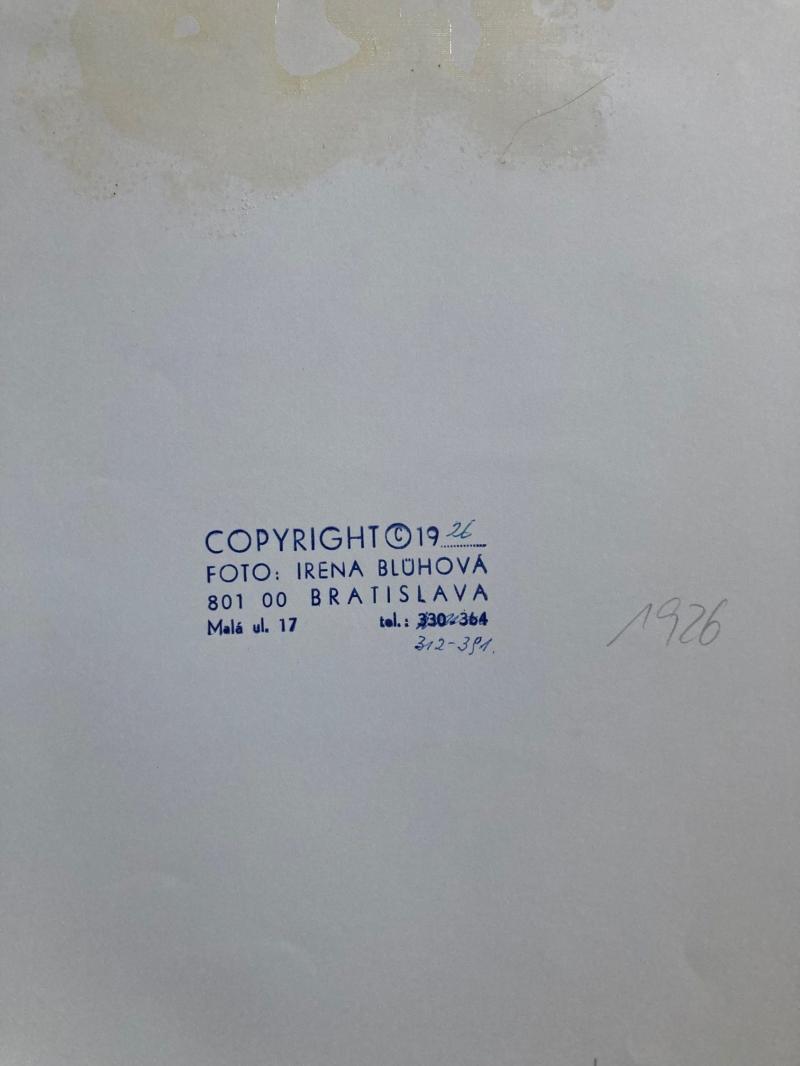 COPYRIGHT © 19 26
FOTO: IRENA BLÜHOVÁ
801 00 BRATISLAVA
Malá ul. 17 tel.: 330-364
312-391.
1926